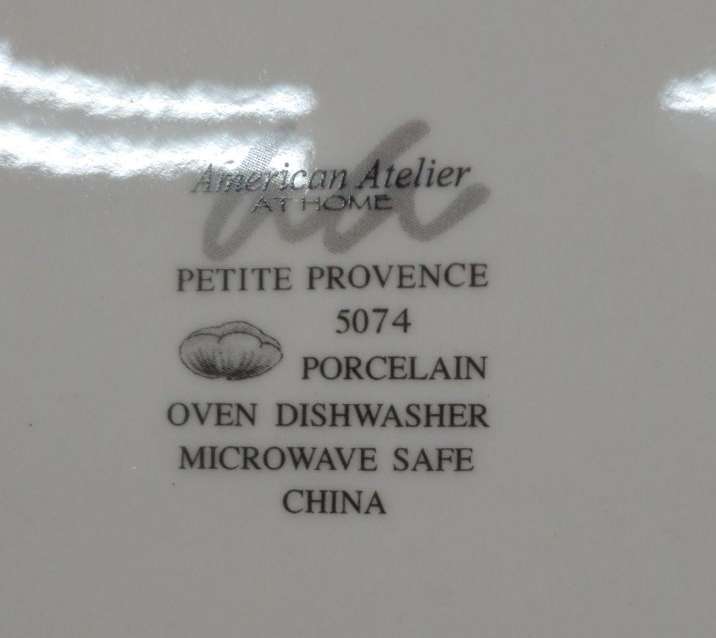 American Atelier
AT HOME
PETITE PROVENCE
5074
PORCELAIN
OVEN DISHWASHER
MICROWAVE SAFE
CHINA